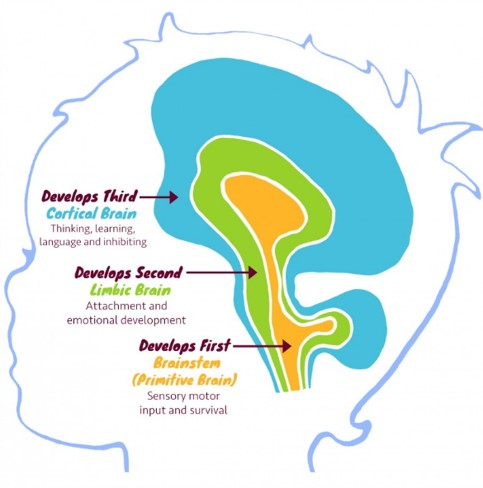 Develops Third
Cortical Brain
Thinking, learning,
language and inhibiting
Develops Second
Limbic Brain
Attachment and
emotional development
Develops First
Brainstem
(Primitive Brain)
Sensory motor
input and survival